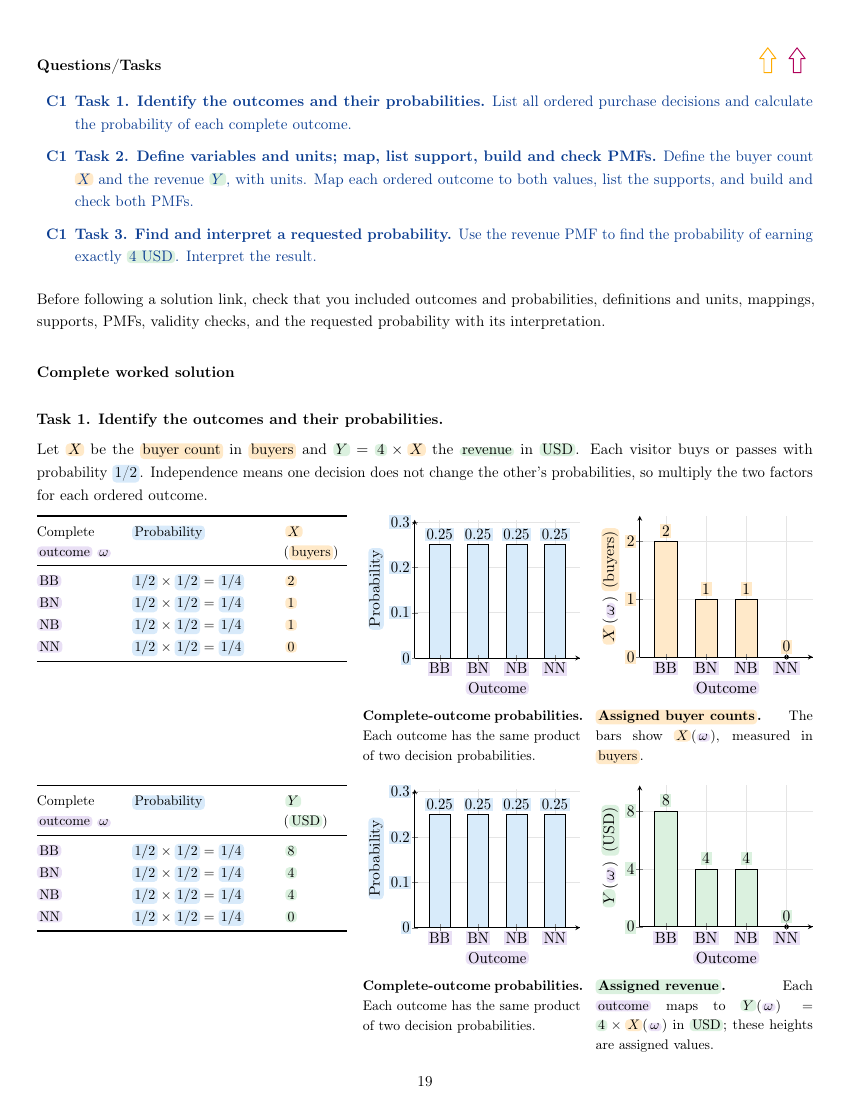 Questions/Tasks
C1 Task 1. Identify the outcomes and their probabilities. List all ordered purchase decisions and calculate
the probability of each complete outcome.
C1 Task 2. Define variables and units; map, list support, build and check PMFs. Define the buyer count
X and the revenue Y, with units. Map each ordered outcome to both values, list the supports, and build and
check both PMFs.
C1 Task 3. Find and interpret a requested probability. Use the revenue PMF to find the probability of earning
exactly 4 USD. Interpret the result.
Before following a solution link, check that you included outcomes and probabilities, definitions and units, mappings,
supports, PMFs, validity checks, and the requested probability with its interpretation.
Complete worked solution
Task 1. Identify the outcomes and their probabilities.
Let X be the buyer count in buyers and Y = 4 × X the revenue in USD. Each visitor buys or passes with
probability 1/2. Independence means one decision does not change the other's probabilities, so multiply the two factors
for each ordered outcome.
Complete Probability X
outcome ω (buyers)
BB 1/2 × 1/2 = 1/4 2
BN 1/2 × 1/2 = 1/4 1
NB 1/2 × 1/2 = 1/4 1
NN 1/2 × 1/2 = 1/4 0
Probability
0.3
0.2
0.1
0
0.25 0.25 0.25 0.25
BB BN NB NN
Outcome
Complete-outcome probabilities.
Each outcome has the same product
of two decision probabilities.
X(ω) (buyers)
2
1
0
2 1 1 0
BB BN NB NN
Outcome
Assigned buyer counts. The
bars show X(ω), measured in
buyers.
Complete Probability Y
outcome ω (USD)
BB 1/2 × 1/2 = 1/4 8
BN 1/2 × 1/2 = 1/4 4
NB 1/2 × 1/2 = 1/4 4
NN 1/2 × 1/2 = 1/4 0
Probability
0.3
0.2
0.1
0
0.25 0.25 0.25 0.25
BB BN NB NN
Outcome
Complete-outcome probabilities.
Each outcome has the same product
of two decision probabilities.
Y(ω) (USD)
8
4
0
8 4 4 0
BB BN NB NN
Outcome
Assigned revenue. Each
outcome maps to Y(ω) =
4 × X(ω) in USD; these heights
are assigned values.
19